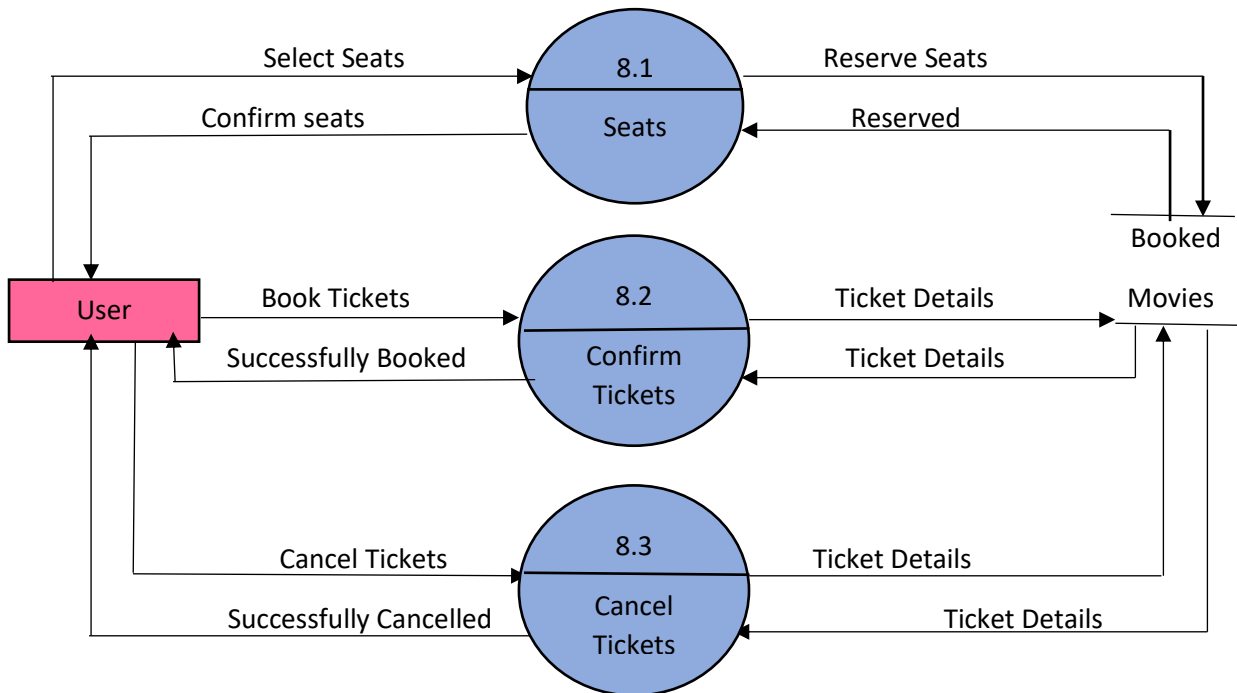 Select Seats
8.1
Reserve Seats
Confirm seats
Seats
Reserved
Booked
User
Book Tickets
8.2
Ticket Details
Movies
Successfully Booked
Confirm
Tickets
Ticket Details
8.3
Cancel Tickets
Ticket Details
Successfully Cancelled
Cancel
Tickets
Ticket Details